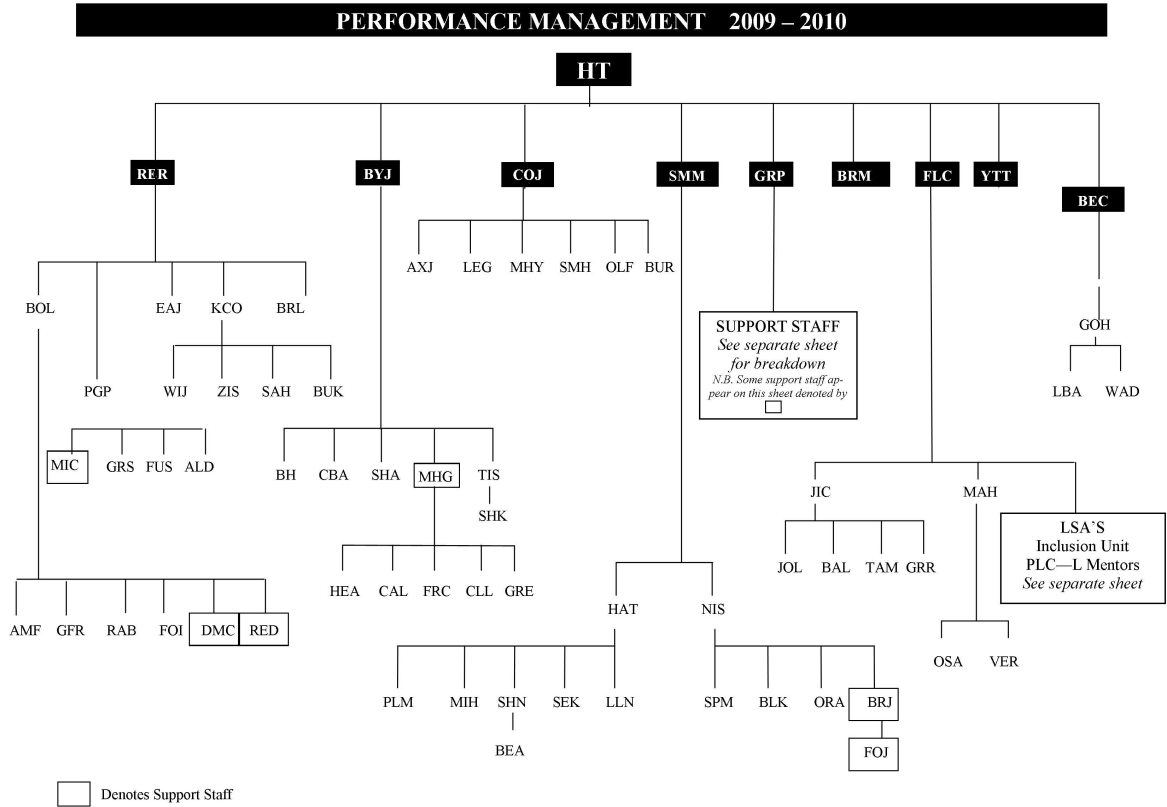 PERFORMANCE MANAGEMENT 2009 – 2010
HT
RER BYJ COJ SMM GRP BRM FLC YTT
BEC
AXJ LEG MHY SMH OLF BUR
BOL EAJ KCO BRL
SUPPORT STAFF
See separate sheet
for breakdown
N.B. Some support staff ap-
pear on this sheet denoted by
GOH
PGP WIJ ZIS SAH BUK
LBA WAD
MIC GRS FUS ALD
BH CBA SHA MHG TIS
SHK
JIC MAH
LSA'S
Inclusion Unit
PLC—L Mentors
See separate sheet
JOL BAL TAM GRR
HEA CAL FRC CLL GRE
HAT NIS
AMF GFR RAB FOI DMC RED
OSA VER
PLM MIH SHN SEK LLN SPM BLK ORA BRJ
BEA FOJ
Denotes Support Staff